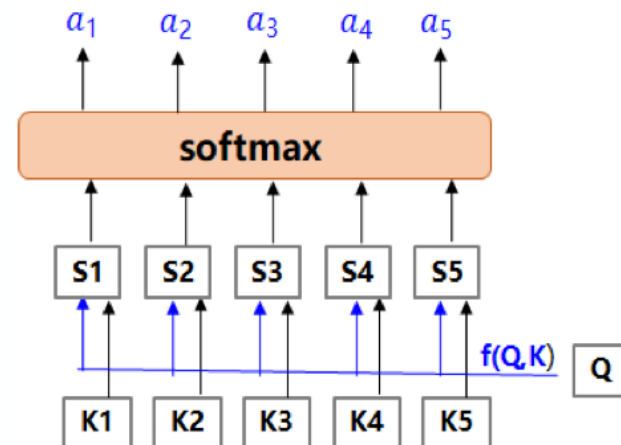 a₁ a₂ a₃ a₄ a₅
softmax
S1 S2 S3 S4 S5
f(Q,K) Q
K1 K2 K3 K4 K5